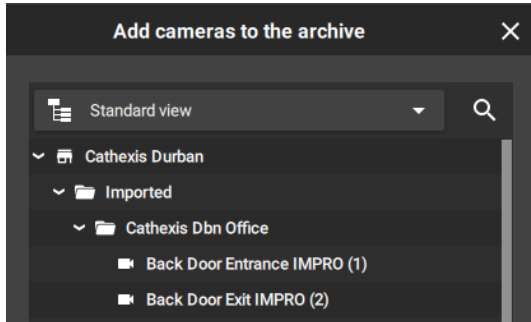 Add cameras to the archive
Standard view
Cathexis Durban
Imported
Cathexis Dbn Office
Back Door Entrance IMPRO (1)
Back Door Exit IMPRO (2)